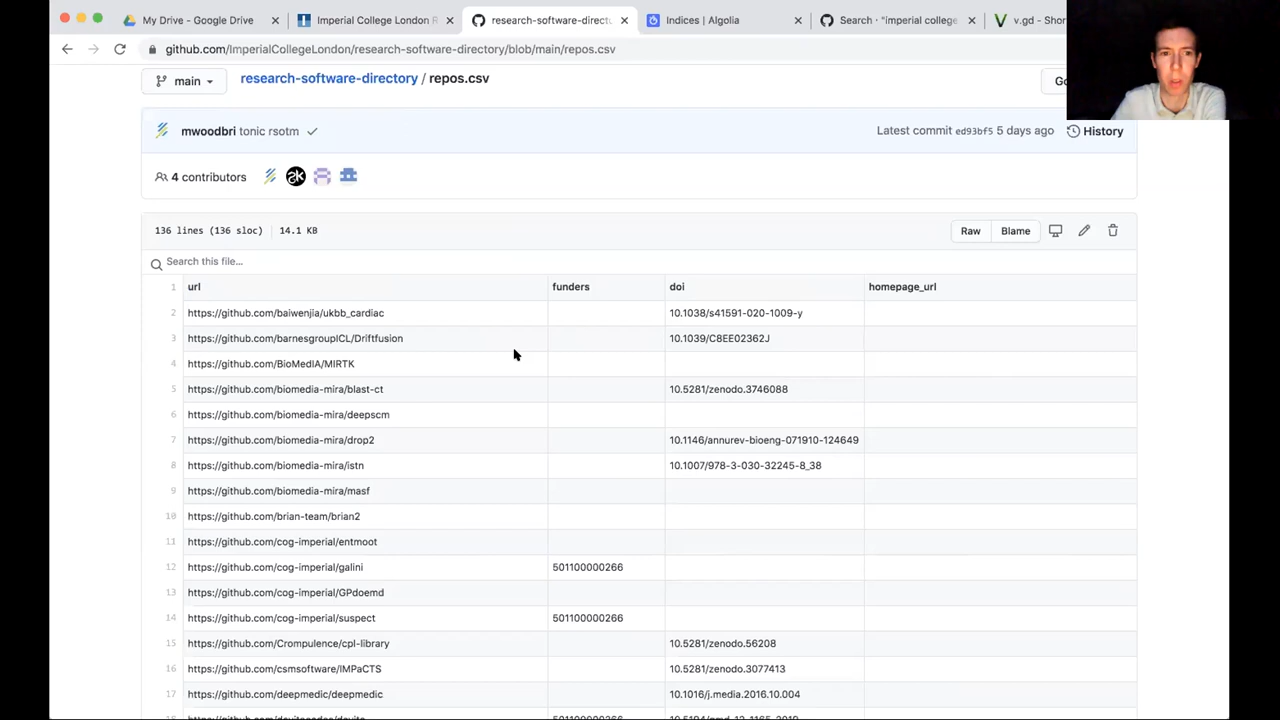 My Drive - Google Drive
Imperial College London R
research-software-directo
Indices | Algolia
Search · "imperial college
v.gd - Shor
github.com/ImperialCollegeLondon/research-software-directory/blob/main/repos.csv
main
research-software-directory / repos.csv
Go
mwoodbri tonic rsotm
Latest commit ed93bf5 5 days ago
History
4 contributors
136 lines (136 sloc) | 14.1 KB
Raw
Blame
Search this file...
1 url funders doi homepage_url
2 https://github.com/baiwenjia/ukbb_cardiac 10.1038/s41591-020-1009-y
3 https://github.com/barnesgroupICL/Driftfusion 10.1039/C8EE02362J
4 https://github.com/BioMedIA/MIRTK
5 https://github.com/biomedia-mira/blast-ct 10.5281/zenodo.3746088
6 https://github.com/biomedia-mira/deepscm
7 https://github.com/biomedia-mira/drop2 10.1146/annurev-bioeng-071910-124649
8 https://github.com/biomedia-mira/istn 10.1007/978-3-030-32245-8_38
9 https://github.com/biomedia-mira/masf
10 https://github.com/brian-team/brian2
11 https://github.com/cog-imperial/entmoot
12 https://github.com/cog-imperial/galini 501100000266
13 https://github.com/cog-imperial/GPdoemd
14 https://github.com/cog-imperial/suspect 501100000266
15 https://github.com/Crompulence/cpl-library 10.5281/zenodo.56208
16 https://github.com/csmsoftware/IMPaCTS 10.5281/zenodo.3077413
17 https://github.com/deepmedic/deepmedic 10.1016/j.media.2016.10.004